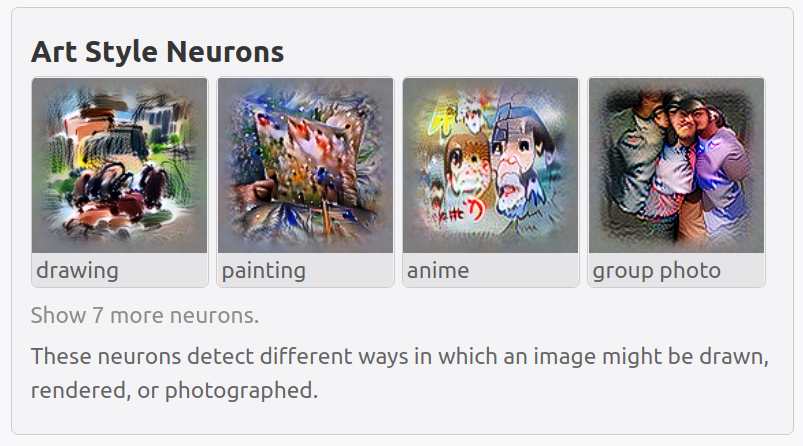 Art Style Neurons
drawing
painting
anime
group photo
Show 7 more neurons.
These neurons detect different ways in which an image might be drawn,
rendered, or photographed.